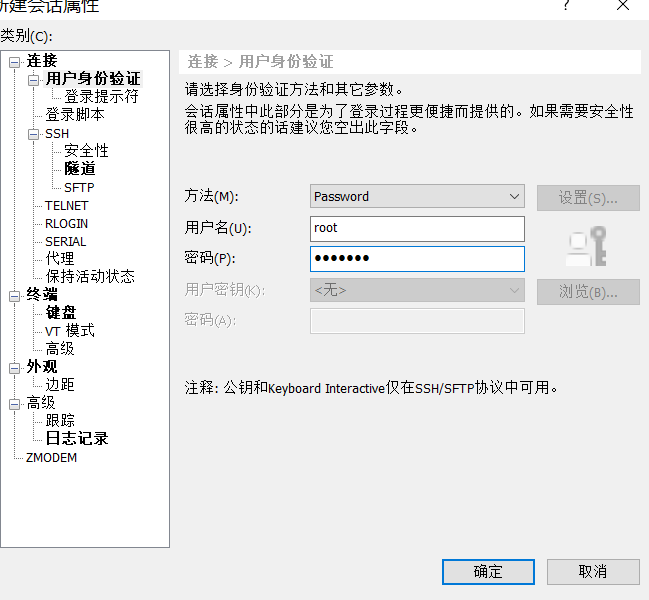 新建会话属性
?
类别(C):
连接
用户身份验证
登录提示符
登录脚本
SSH
安全性
隧道
SFTP
TELNET
RLOGIN
SERIAL
代理
保持活动状态
终端
键盘
VT 模式
高级
外观
边距
高级
跟踪
日志记录
ZMODEM
连接 > 用户身份验证
请选择身份验证方法和其它参数。
会话属性中此部分是为了登录过程更便捷而提供的。如果需要安全性
很高的状态的话建议您空出此字段。
方法(M):
Password
设置(S)...
用户名(U):
root
密码(P):
●●●●●●●
用户密钥(K):
<无>
浏览(B)...
密码(A):
注释: 公钥和Keyboard Interactive仅在SSH/SFTP协议中可用。
确定
取消